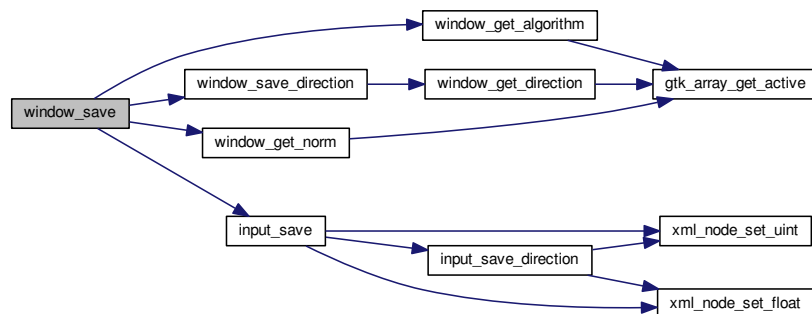 window_get_algorithm
window_save_direction
window_get_direction
gtk_array_get_active
window_save
window_get_norm
input_save
xml_node_set_uint
input_save_direction
xml_node_set_float